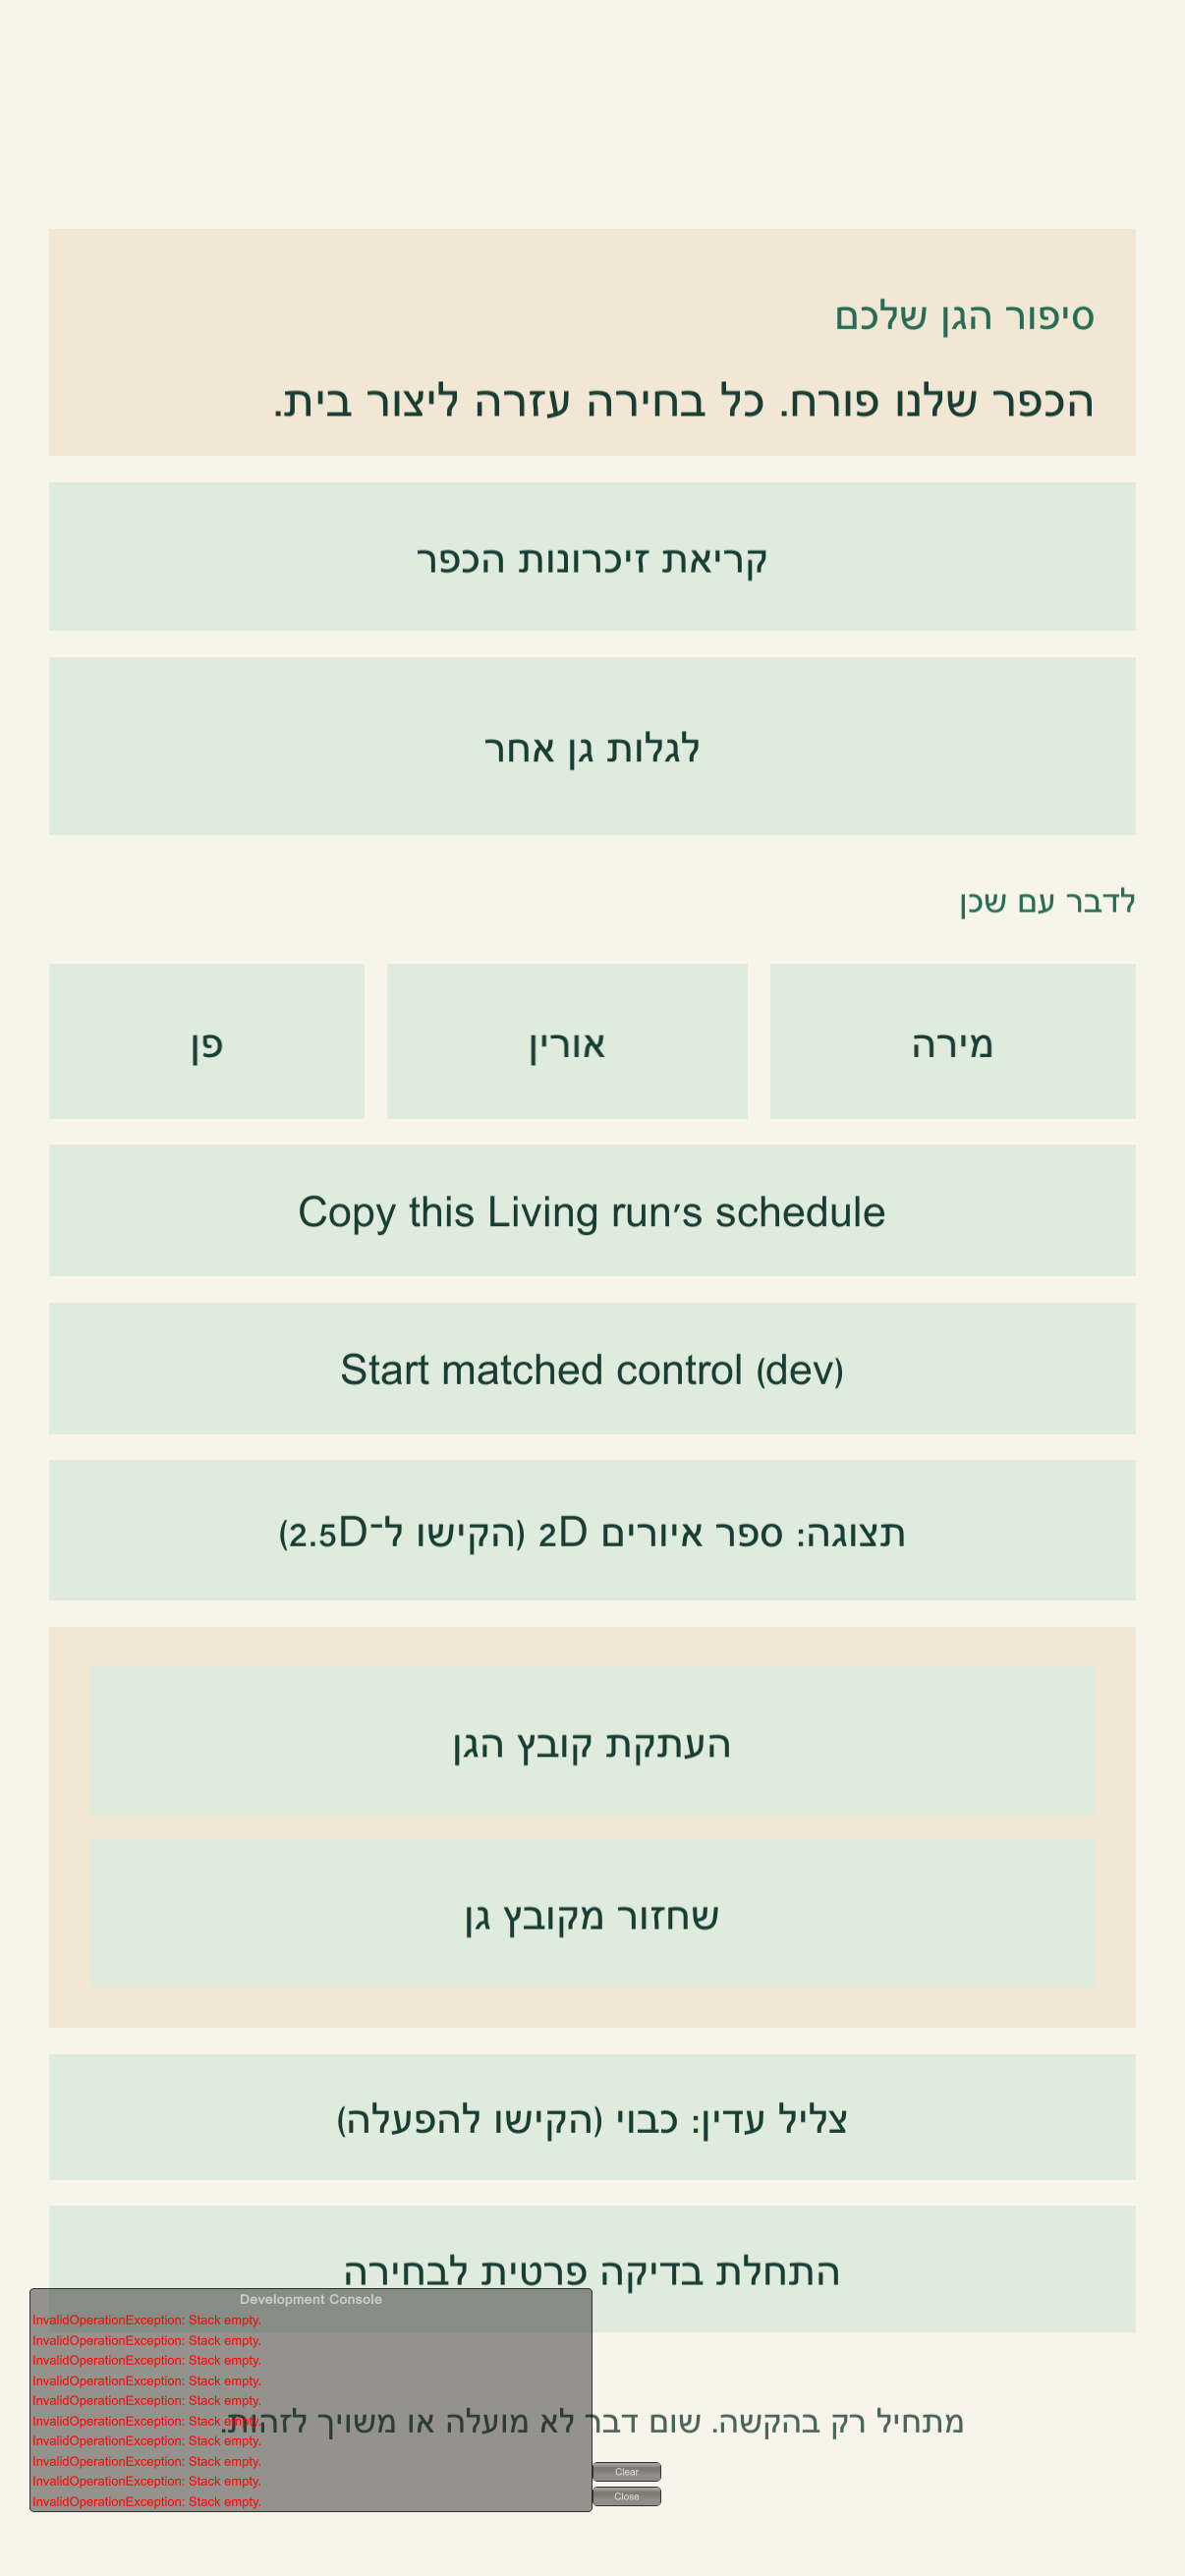 סיפור הגן שלכם
הכפר שלנו פורח. כל בחירה עזרה ליצור בית.
קריאת זיכרונות הכפר
לגלות גן אחר
לדבר עם שכן
מירה
אורין
פן
Copy this Living run's schedule
Start matched control (dev)
תצוגה: ספר איורים 2D (הקישו ל־2.5D)
העתקת קובץ הגן
שחזור מקובץ גן
צליל עדין: כבוי (הקישו להפעלה)
התחלת בדיקה פרטית לבחירה
מתחיל רק בהקשה. שום דבר לא מועלה או משויך לזהות.
Development Console
InvalidOperationException: Stack empty.
InvalidOperationException: Stack empty.
InvalidOperationException: Stack empty.
InvalidOperationException: Stack empty.
InvalidOperationException: Stack empty.
InvalidOperationException: Stack empty.
InvalidOperationException: Stack empty.
InvalidOperationException: Stack empty.
InvalidOperationException: Stack empty.
InvalidOperationException: Stack empty.
Clear
Close